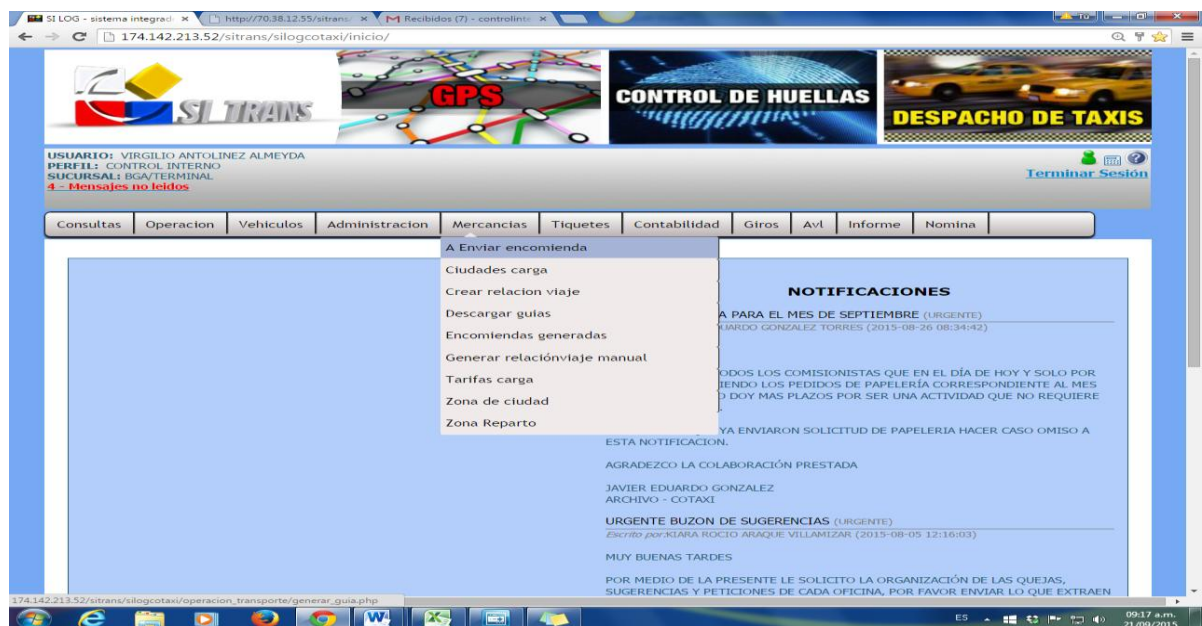 SI LOG - sistema integrad
http://70.38.12.55/sitrans/
Recibidos (7) - controlinte
174.142.213.52/sitrans/silogcotaxi/inicio/
SI TRANS
GPS
CONTROL DE HUELLAS
DESPACHO DE TAXIS
USUARIO: VIRGILIO ANTOLINEZ ALMEYDA
PERFIL: CONTROL INTERNO
SUCURSAL: BGA/TERMINAL
4 - Mensajes no leidos
Terminar Sesión
Consultas Operacion Vehiculos Administracion Mercancias Tiquetes Contabilidad Giros Avl Informe Nomina
A Enviar encomienda
Ciudades carga
Crear relacion viaje
Descargar guias
Encomiendas generadas
Generar relaciónviaje manual
Tarifas carga
Zona de ciudad
Zona Reparto
NOTIFICACIONES
A PARA EL MES DE SEPTIEMBRE (URGENTE)
UARDO GONZALEZ TORRES (2015-08-26 08:34:42)
ODOS LOS COMISIONISTAS QUE EN EL DÍA DE HOY Y SOLO POR
IENDO LOS PEDIDOS DE PAPELERÍA CORRESPONDIENTE AL MES
O DOY MAS PLAZOS POR SER UNA ACTIVIDAD QUE NO REQUIERE
YA ENVIARON SOLICITUD DE PAPELERIA HACER CASO OMISO A
ESTA NOTIFICACION.
AGRADEZCO LA COLABORACIÓN PRESTADA
JAVIER EDUARDO GONZALEZ
ARCHIVO - COTAXI
URGENTE BUZON DE SUGERENCIAS (URGENTE)
Escrito por:KIARA ROCIO ARAQUE VILLAMIZAR (2015-08-05 12:16:03)
MUY BUENAS TARDES
POR MEDIO DE LA PRESENTE LE SOLICITO LA ORGANIZACIÓN DE LAS QUEJAS,
SUGERENCIAS Y PETICIONES DE CADA OFICINA, POR FAVOR ENVIAR LO QUE EXTRAEN
174.142.213.52/sitrans/silogcotaxi/operacion_transporte/generar_guia.php
ES
09:17 a.m.
21/09/2015